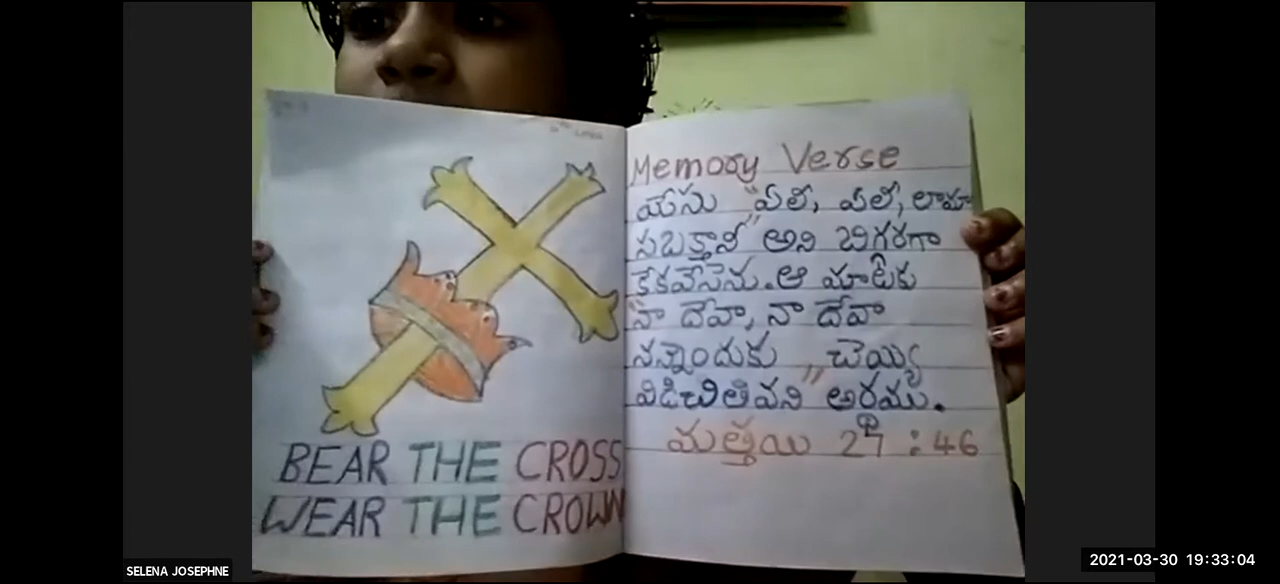 BEAR THE CROSS
WEAR THE CROWN
Memory Verse
యేసు "ఏలీ, ఏలీ, లామా
సబక్తానీ" అని బిగ్గరగా
కేకవేసెను. ఆ మాటకు
"నా దేవా, నా దేవా
నన్నెందుకు చెయ్యి
విడిచితివని" అర్థము.
మత్తయి 27 : 46
SELENA JOSEPHNE
2021-03-30 19:33:04